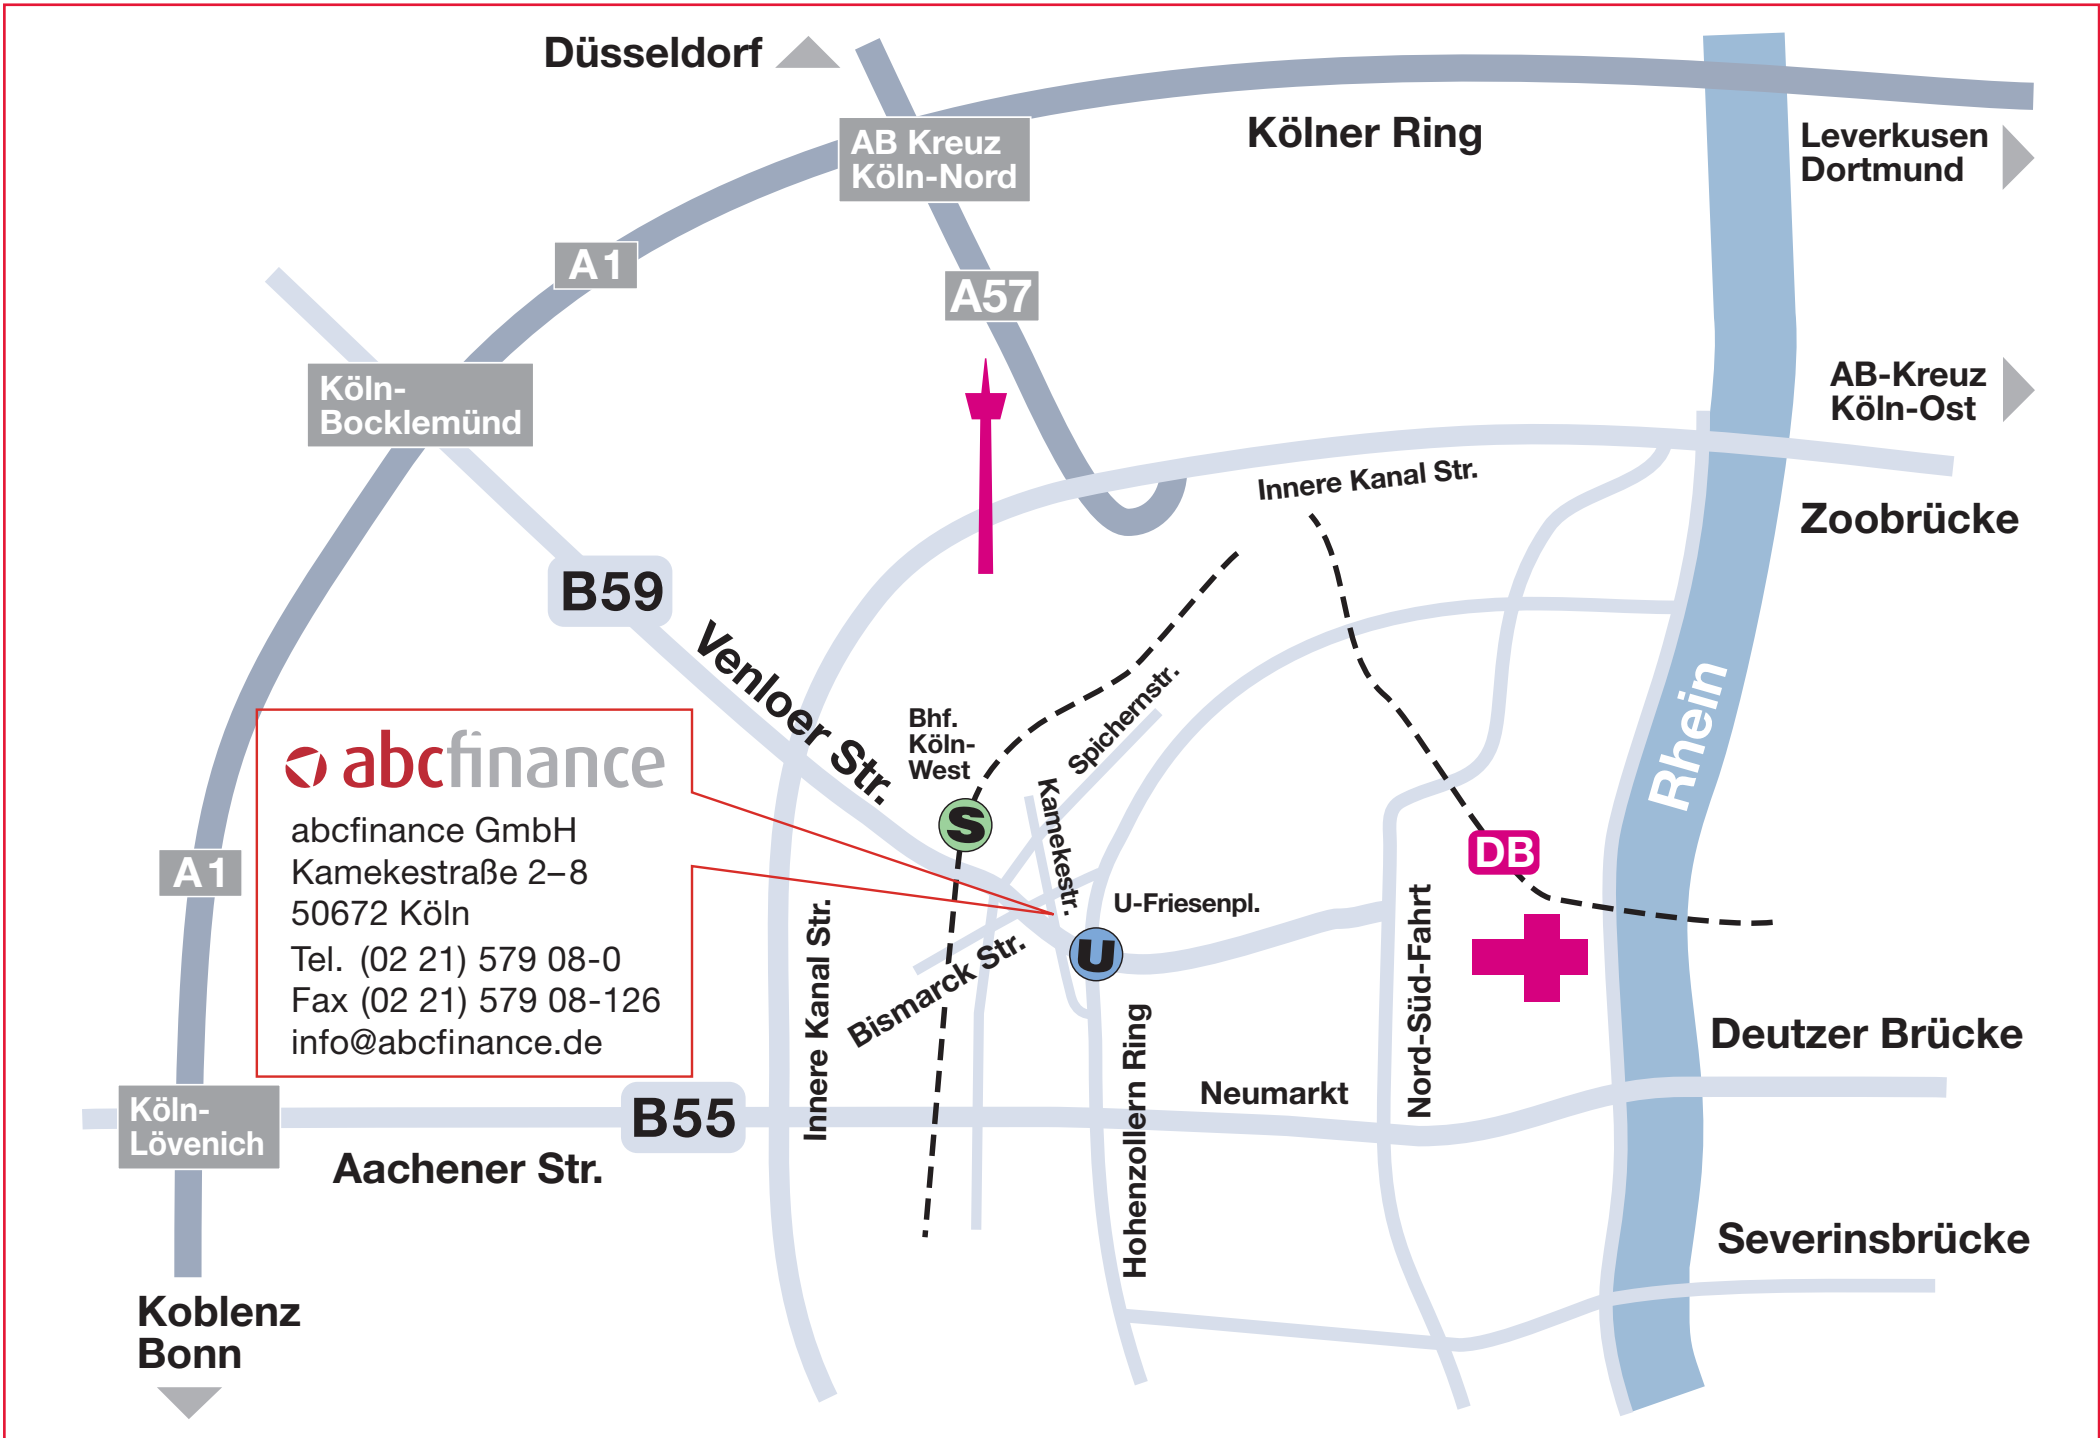 Düsseldorf
AB Kreuz
Köln-Nord
Kölner Ring
Leverkusen
Dortmund
A1
A57
Köln-
Bocklemünd
AB-Kreuz
Köln-Ost
Innere Kanal Str.
Zoobrücke
B59
Venloer Str.
Bhf.
Köln-
West
Spichernstr.
Kamekestr.
Rhein
abcfinance
abcfinance GmbH
Kamekestraße 2–8
50672 Köln
Tel. (02 21) 579 08-0
Fax (02 21) 579 08-126
info@abcfinance.de
A1
S
DB
U-Friesenpl.
U
Bismarck Str.
Innere Kanal Str.
Nord-Süd-Fahrt
Hohenzollern Ring
Deutzer Brücke
Neumarkt
Köln-
Lövenich
B55
Aachener Str.
Severinsbrücke
Koblenz
Bonn